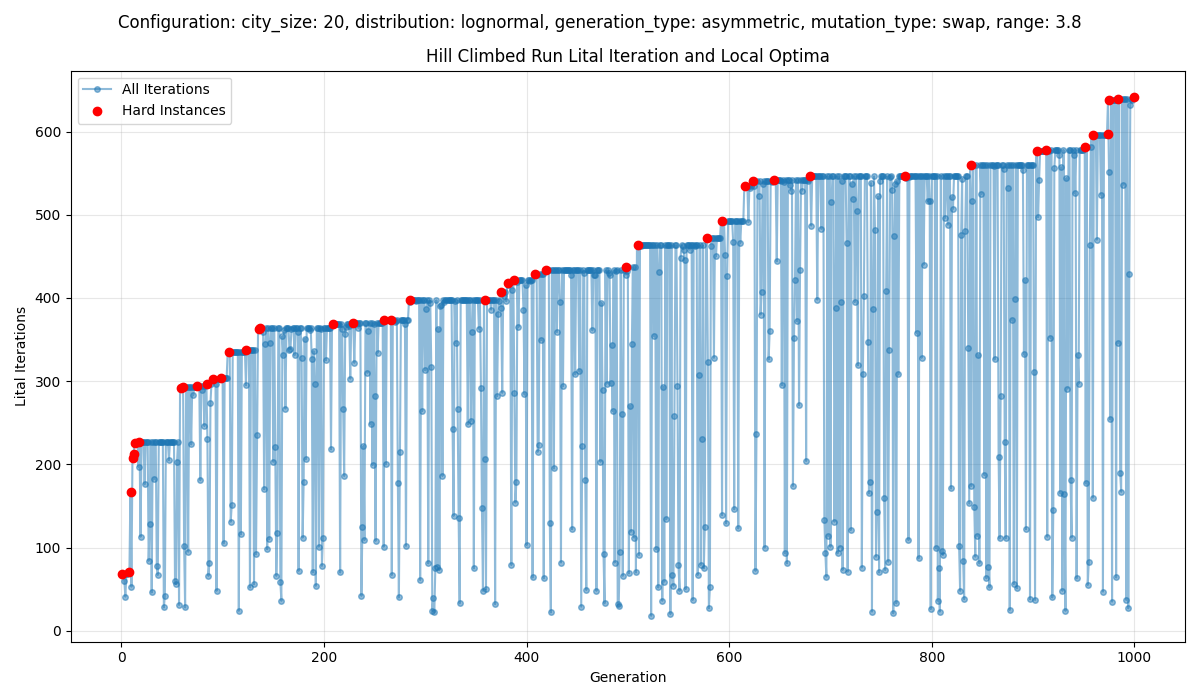 Configuration: city_size: 20, distribution: lognormal, generation_type: asymmetric, mutation_type: swap, range: 3.8
Hill Climbed Run Lital Iteration and Local Optima
All Iterations
Hard Instances
Lital Iterations
600
500
400
300
200
100
0
0 200 400 600 800 1000
Generation